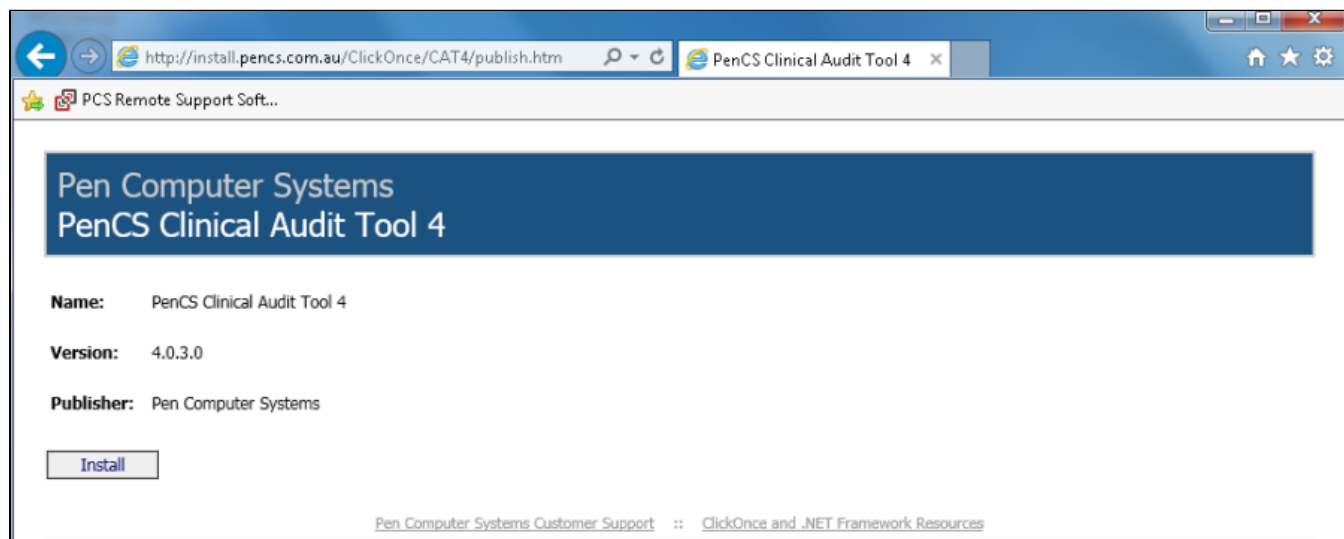 http://install.pencs.com.au/ClickOnce/CAT4/publish.htm PenCS Clinical Audit Tool 4
PCS Remote Support Soft...
Pen Computer Systems
PenCS Clinical Audit Tool 4
Name: PenCS Clinical Audit Tool 4
Version: 4.0.3.0
Publisher: Pen Computer Systems
Install
Pen Computer Systems Customer Support :: ClickOnce and .NET Framework Resources